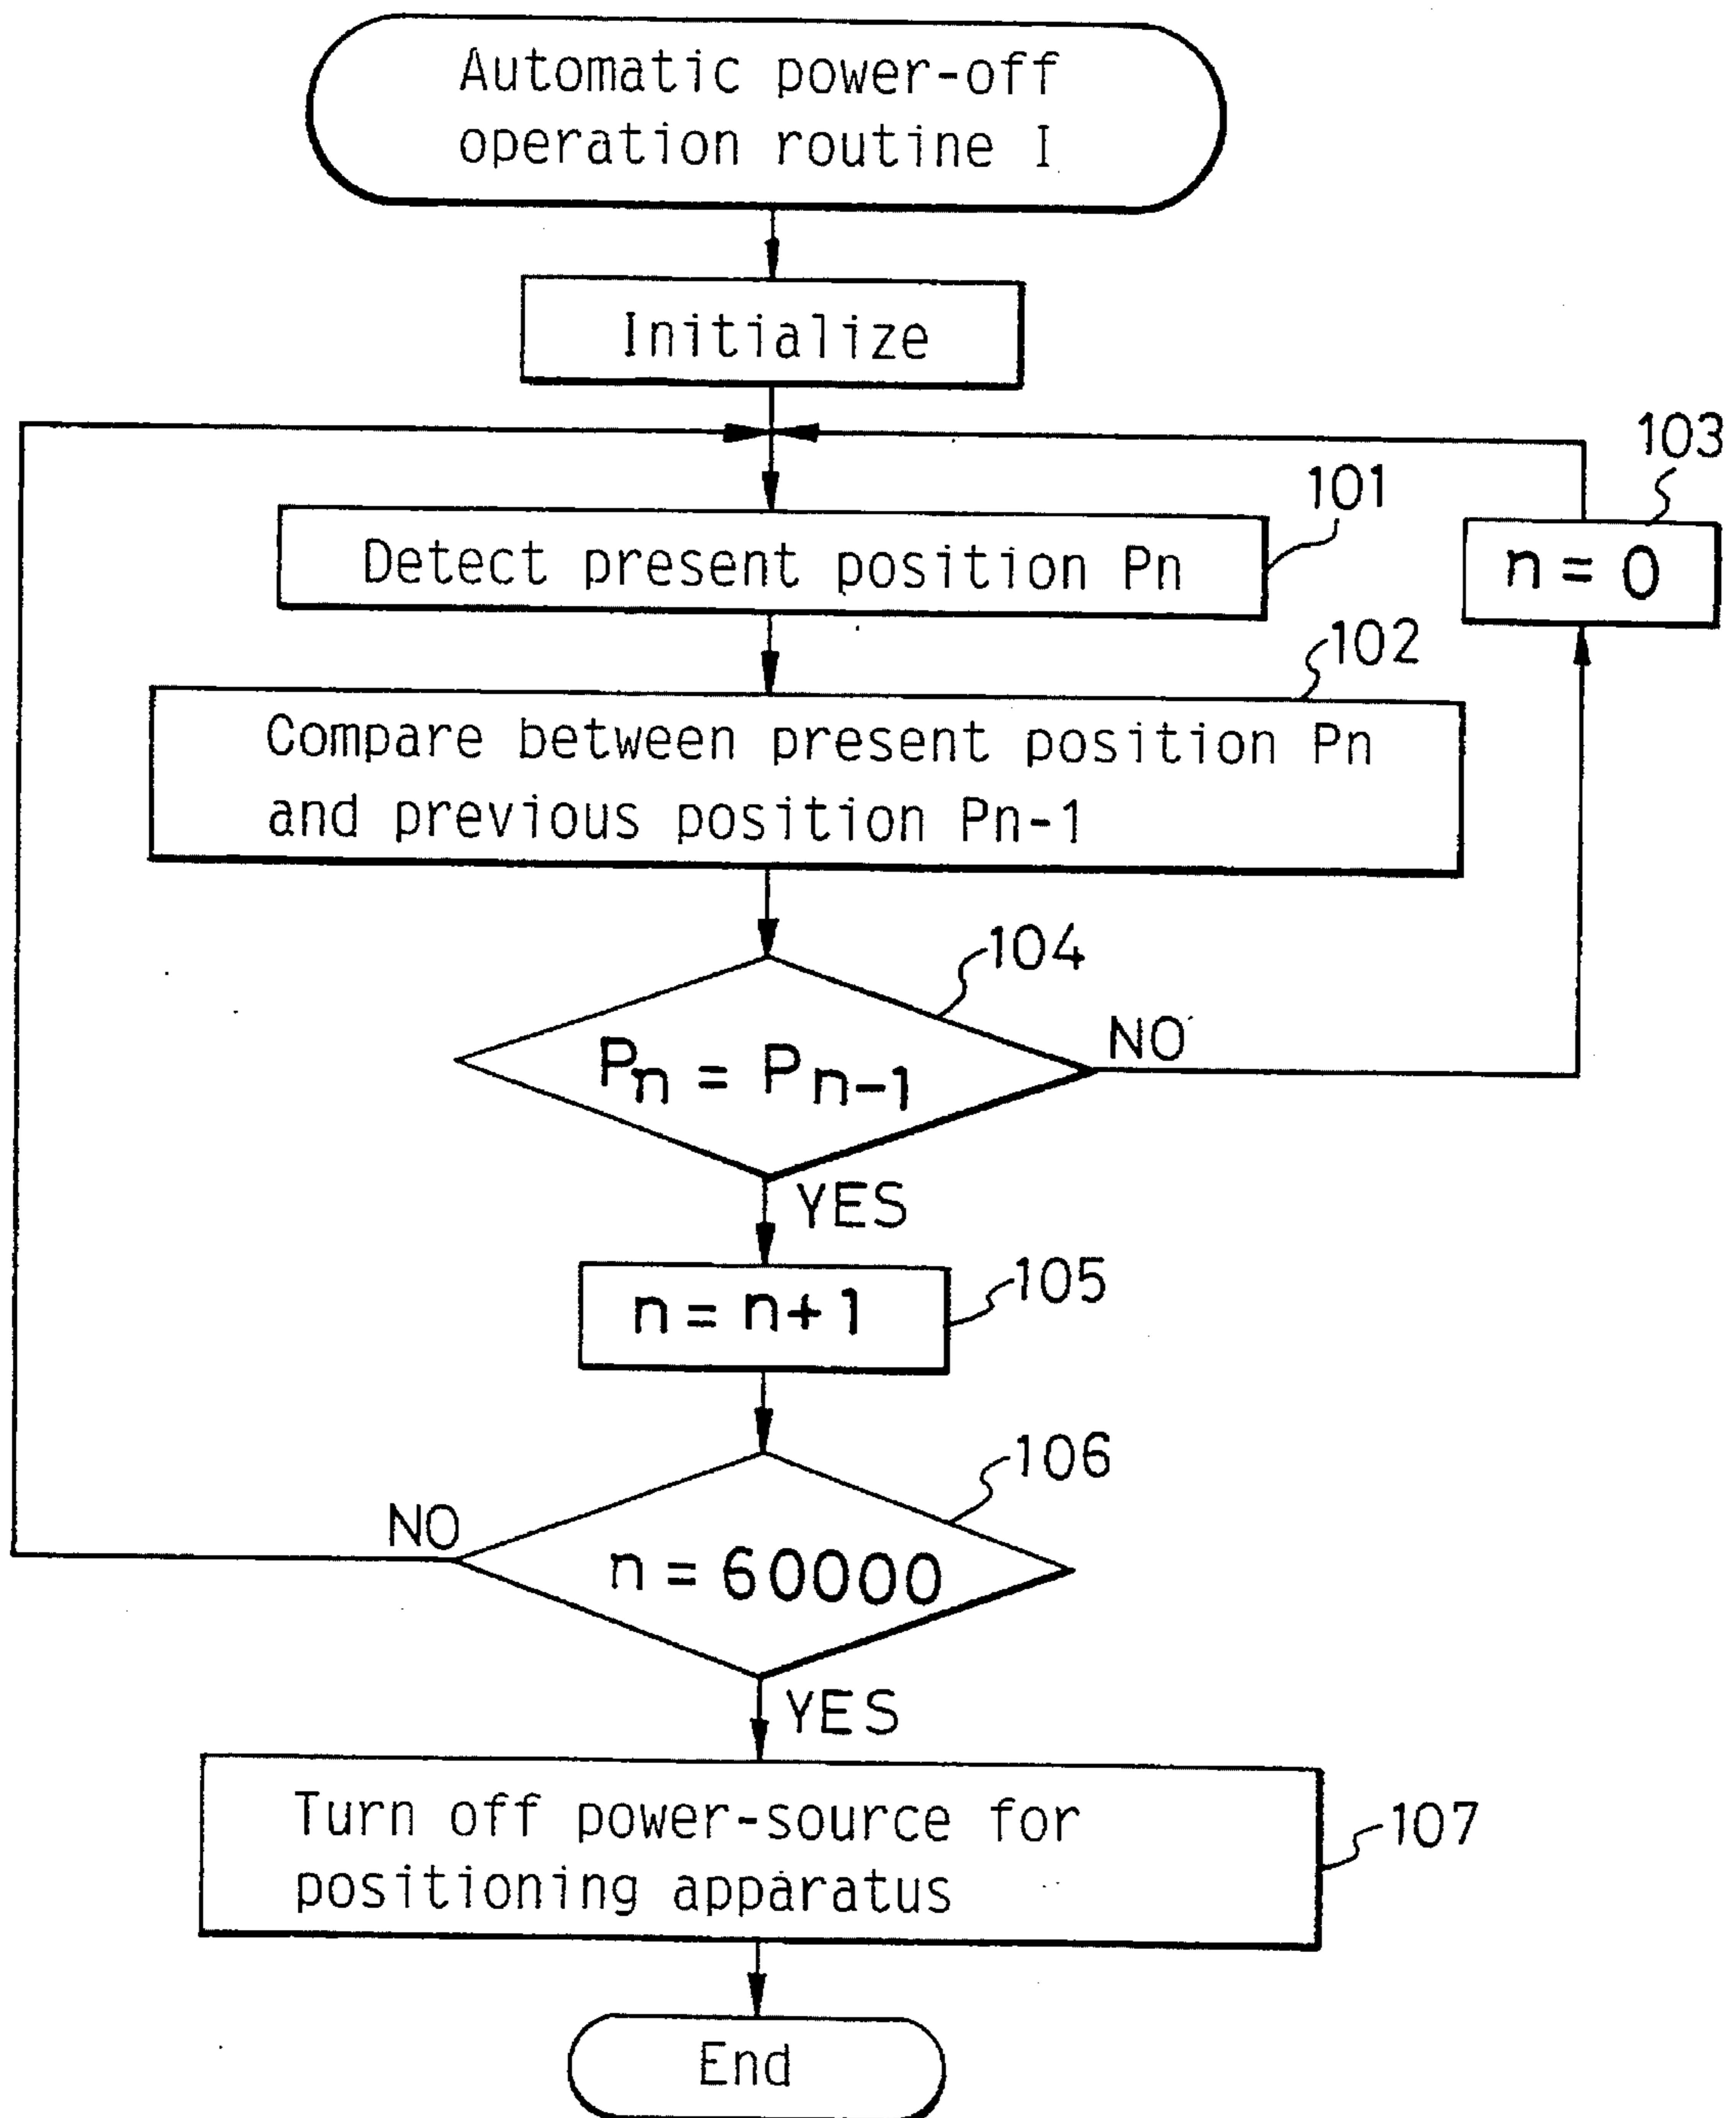 Automatic power-off
operation routine I
Initialize
103
101
n = 0
Detect present position Pn
102
Compare between present position Pn
and previous position Pn-1
104
NO
Pn = Pn-1
YES
105
n = n+1
106
NO
n = 60000
YES
Turn off power-source for
positioning apparatus
107
End